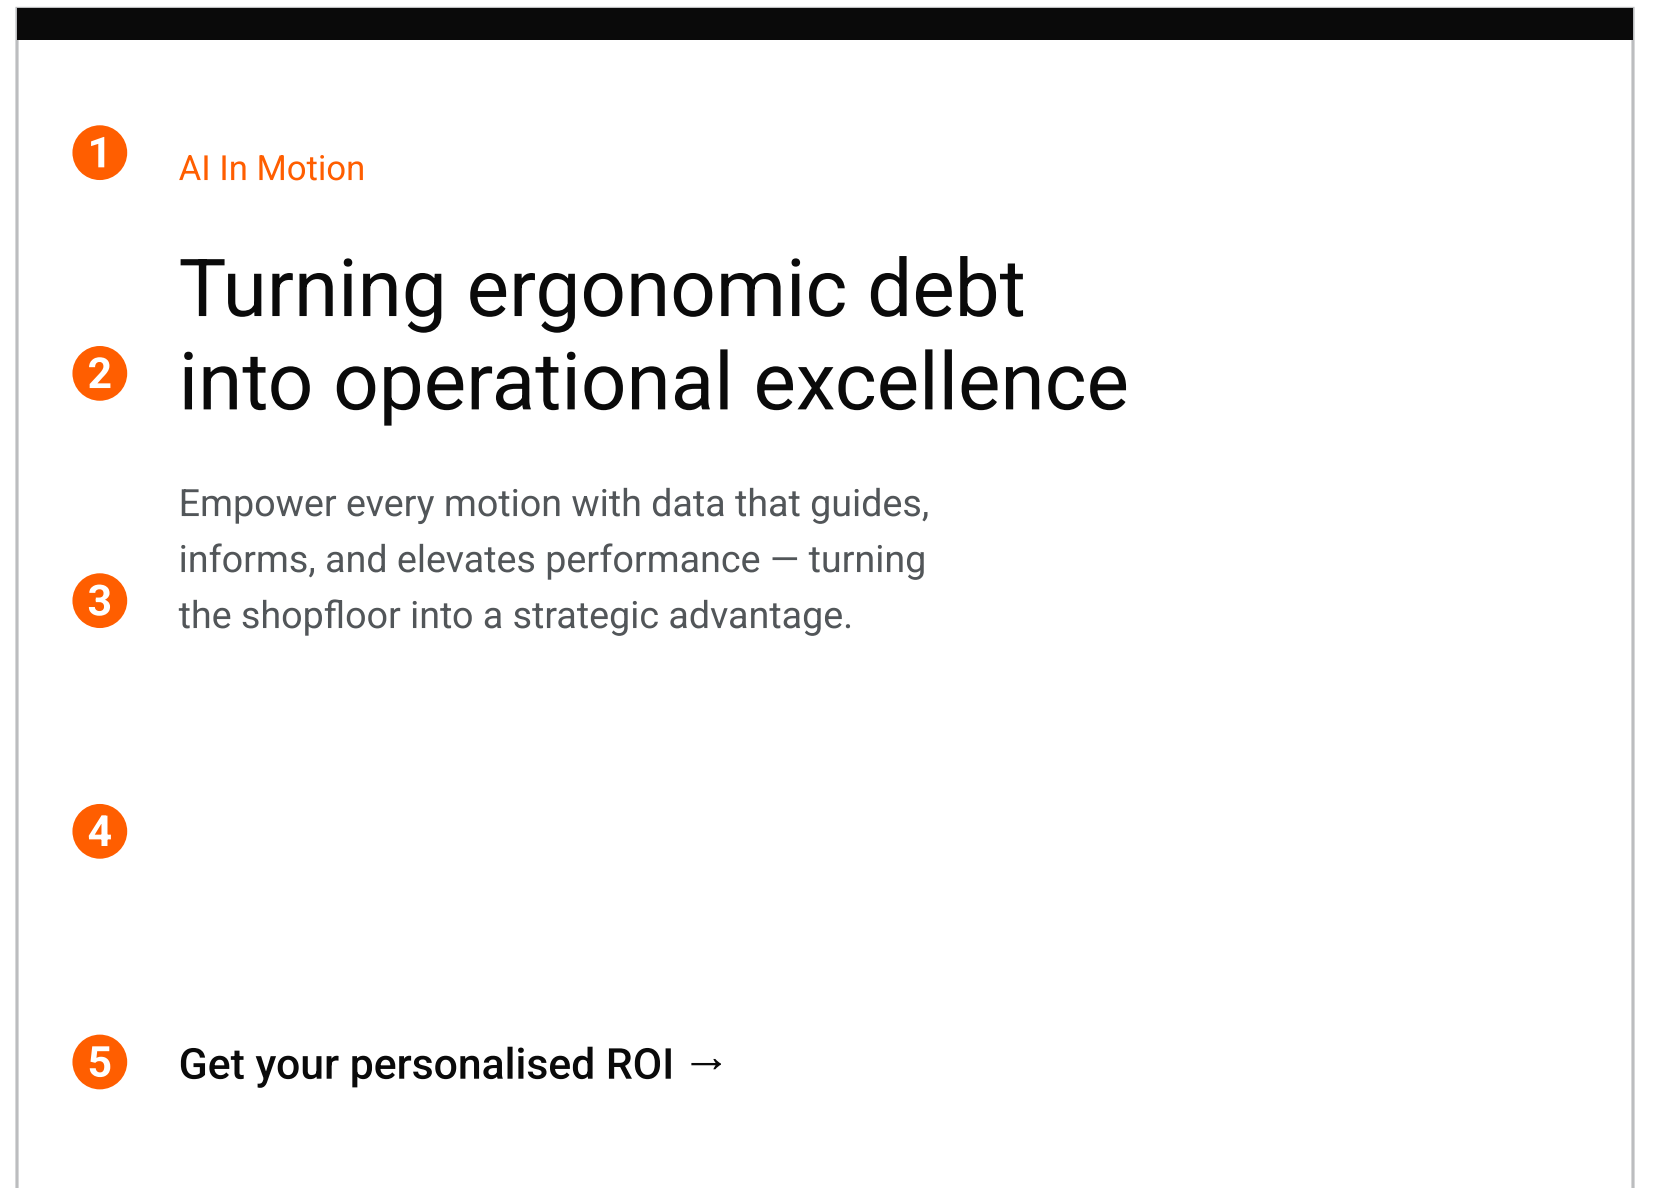 1 AI In Motion
Turning ergonomic debt
2 into operational excellence
Empower every motion with data that guides,
informs, and elevates performance — turning
3 the shopfloor into a strategic advantage.
4
5 Get your personalised ROI →